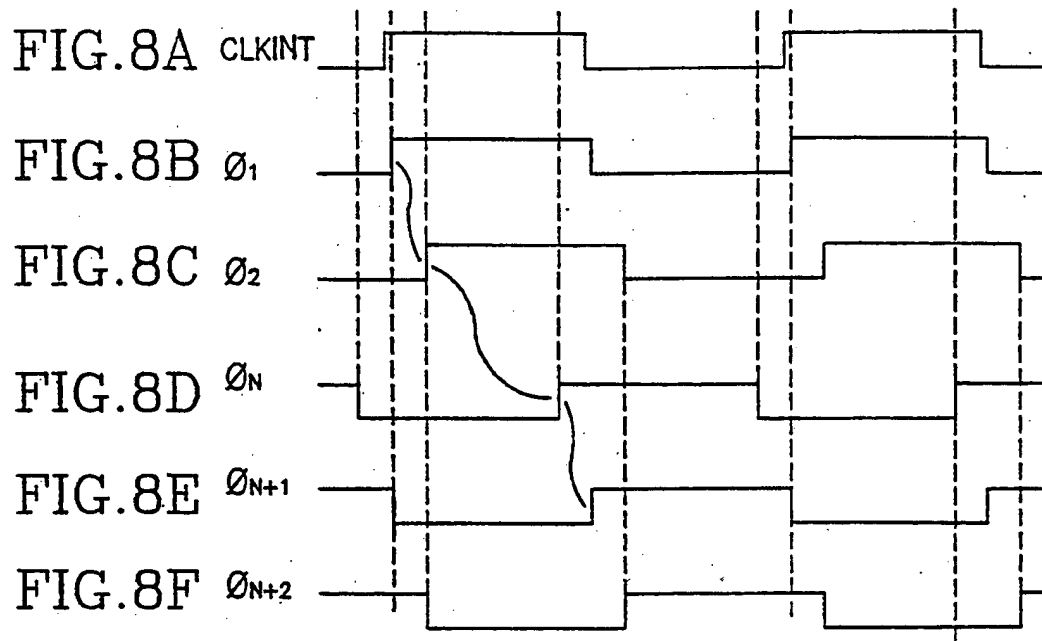 FIG.8A CLKINT
FIG.8B Ø1
FIG.8C Ø2
FIG.8D ØN
FIG.8E ØN+1
FIG.8F ØN+2